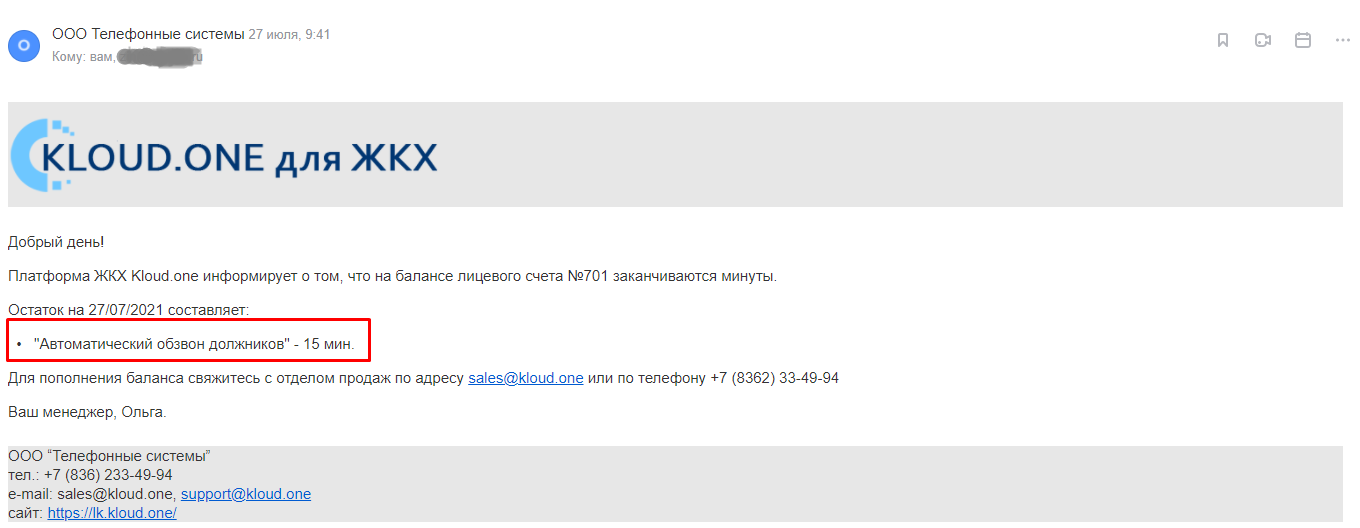 ООО Телефонные системы 27 июля, 9:41
Кому: вам, ru
KLOUD.ONE для ЖКХ
Добрый день!
Платформа ЖКХ Kloud.one информирует о том, что на балансе лицевого счета №701 заканчиваются минуты.
Остаток на 27/07/2021 составляет:
• "Автоматический обзвон должников" - 15 мин.
Для пополнения баланса свяжитесь с отделом продаж по адресу sales@kloud.one или по телефону +7 (8362) 33-49-94
Ваш менеджер, Ольга.
ООО “Телефонные системы”
тел.: +7 (836) 233-49-94
e-mail: sales@kloud.one, support@kloud.one
сайт: https://lk.kloud.one/